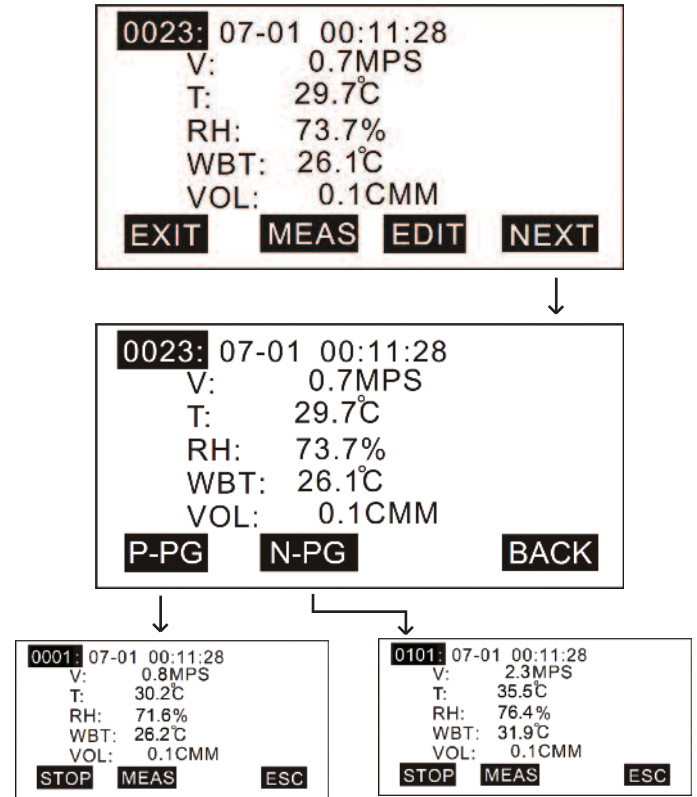 0023: 07-01 00:11:28
V: 0.7MPS
T: 29.7℃
RH: 73.7%
WBT: 26.1℃
VOL: 0.1CMM
EXIT MEAS EDIT NEXT
0023: 07-01 00:11:28
V: 0.7MPS
T: 29.7℃
RH: 73.7%
WBT: 26.1℃
VOL: 0.1CMM
P-PG N-PG BACK
0001: 07-01 00:11:28
V: 0.8MPS
T: 30.2℃
RH: 71.6%
WBT: 26.2℃
VOL: 0.1CMM
STOP MEAS ESC
0101: 07-01 00:11:28
V: 2.3MPS
T: 35.5℃
RH: 76.4%
WBT: 31.9℃
VOL: 0.1CMM
STOP MEAS ESC